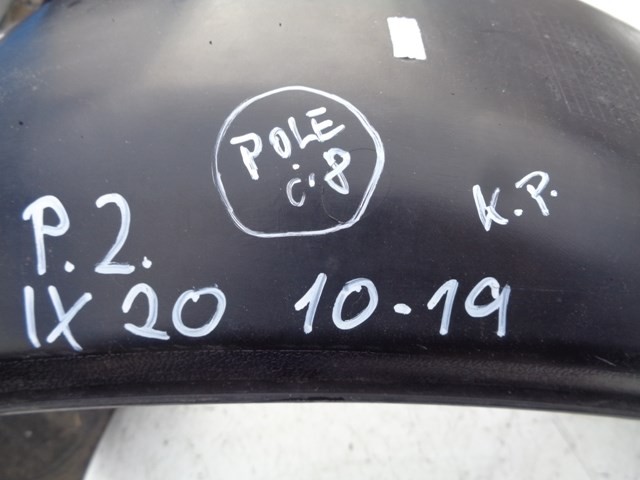 POLE
č.8
K.P.
P.2.
IX 20 10-19